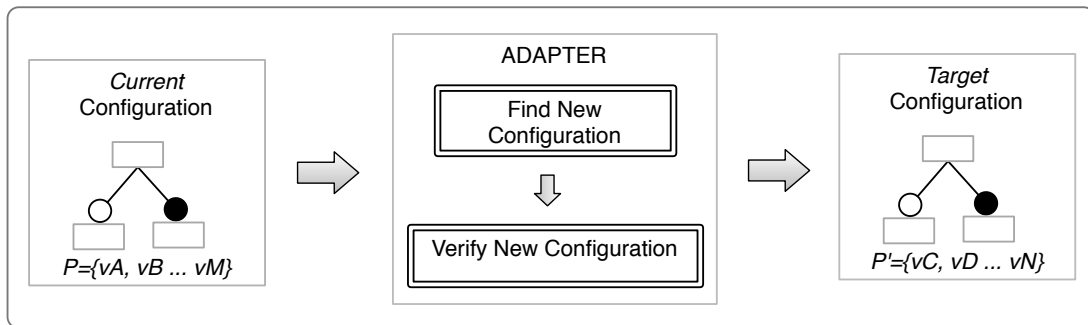 Current
Configuration
P={vA, vB ... vM}
ADAPTER
Find New
Configuration
Verify New Configuration
Target
Configuration
P'={vC, vD ... vN}